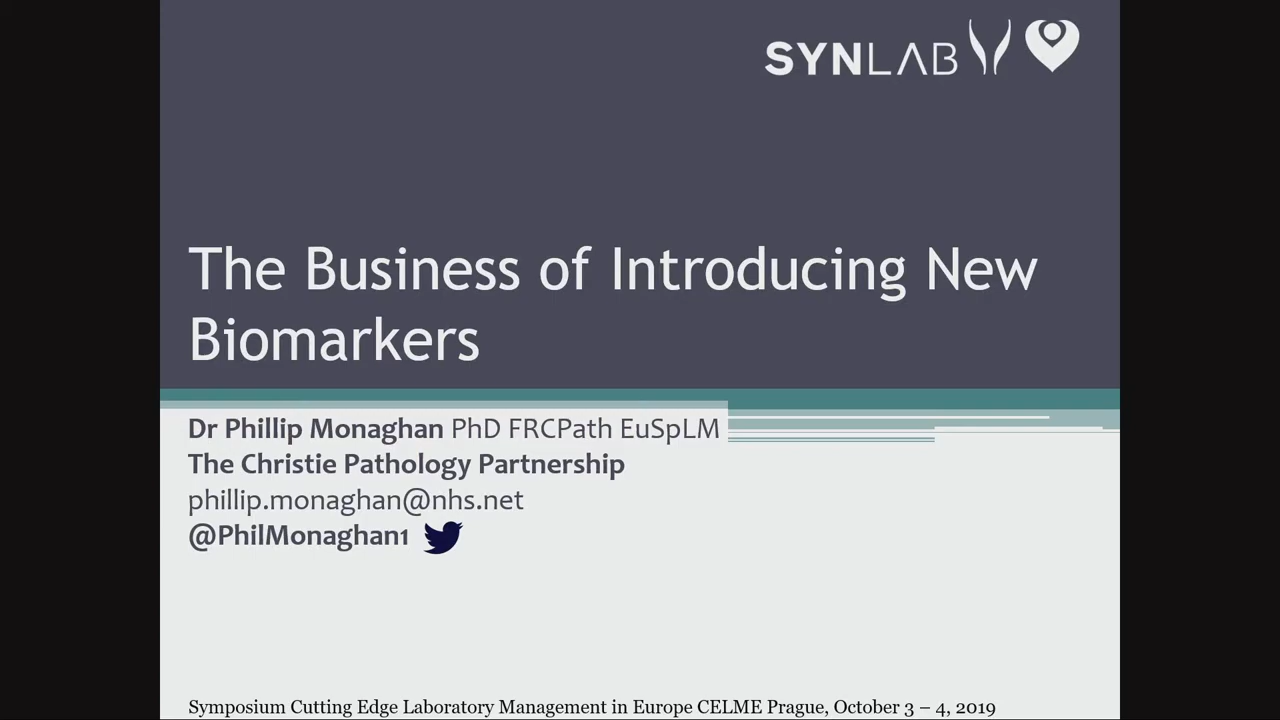 SYNLAB
The Business of Introducing New
Biomarkers
Dr Phillip Monaghan PhD FRCPath EuSpLM
The Christie Pathology Partnership
phillip.monaghan@nhs.net
@PhilMonaghan1
Symposium Cutting Edge Laboratory Management in Europe CELME Prague, October 3 – 4, 2019